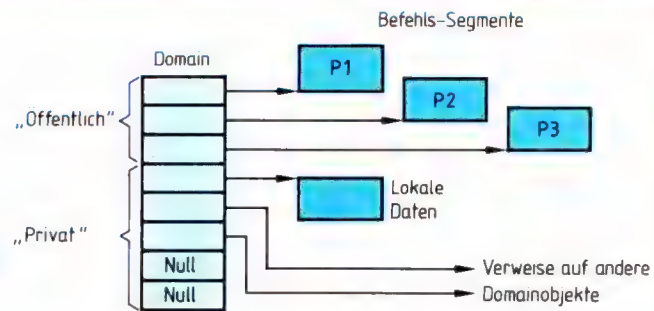 Befehls-Segmente
Domain
P1
P2
P3
„Öffentlich"
Lokale
Daten
„Privat"
Null
Null
Verweise auf andere
Domainobjekte